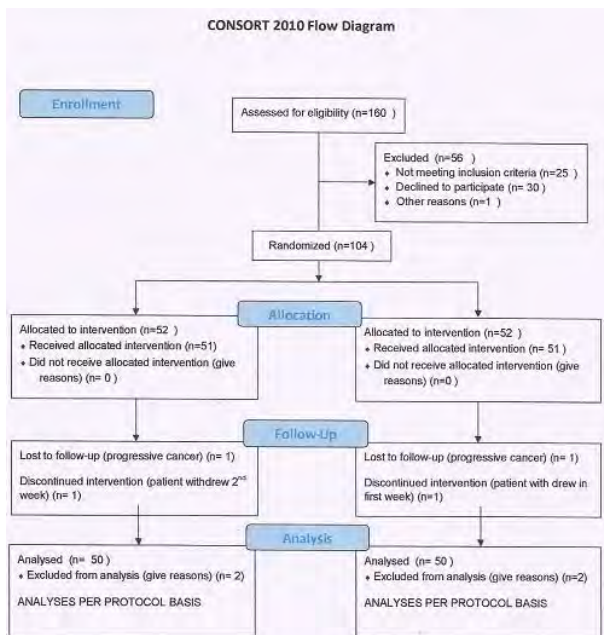 CONSORT 2010 Flow Diagram
Enrollment
Assessed for eligibility (n=160 )
Excluded (n=56 )
♦ Not meeting inclusion criteria (n=25 )
♦ Declined to participate (n= 30 )
♦ Other reasons (n=1 )
Randomized (n=104 )
Allocation
Allocated to intervention (n=52 )
♦ Received allocated intervention (n=51)
♦ Did not receive allocated intervention (give
reasons) (n= 0 )
Allocated to intervention (n=52 )
♦ Received allocated intervention (n= 51 )
♦ Did not receive allocated intervention (give
reasons) (n=0 )
Follow-Up
Lost to follow-up (progressive cancer) (n= 1)
Discontinued intervention (patient withdrew 2nd
week) (n= 1)
Lost to follow-up (progressive cancer) (n= 1)
Discontinued intervention (patient with drew in
first week) (n=1)
Analysis
Analysed (n= 50 )
♦ Excluded from analysis (give reasons) (n= 2)
ANALYSES PER PROTOCOL BASIS
Analysed (n= 50 )
♦ Excluded from analysis (give reasons) (n=2)
ANALYSES PER PROTOCOL BASIS